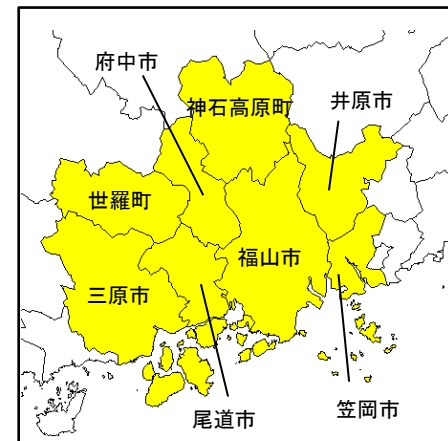 府中市
神石高原町
井原市
世羅町
福山市
三原市
尾道市
笠岡市